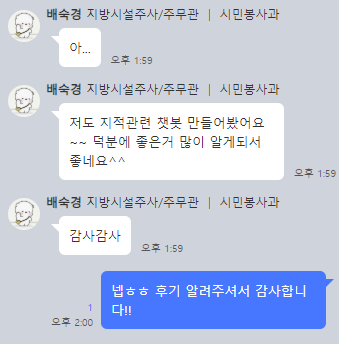 배숙경 지방시설주사/주무관 | 시민봉사과
아...
오후 1:59
배숙경 지방시설주사/주무관 | 시민봉사과
저도 지적관련 챗봇 만들어봤어요
~~ 덕분에 좋은거 많이 알게되서
좋네요^^
오후 1:59
배숙경 지방시설주사/주무관 | 시민봉사과
감사감사
오후 1:59
넵ㅎㅎ 후기 알려주셔서 감사합니
다!!
1
오후 2:00